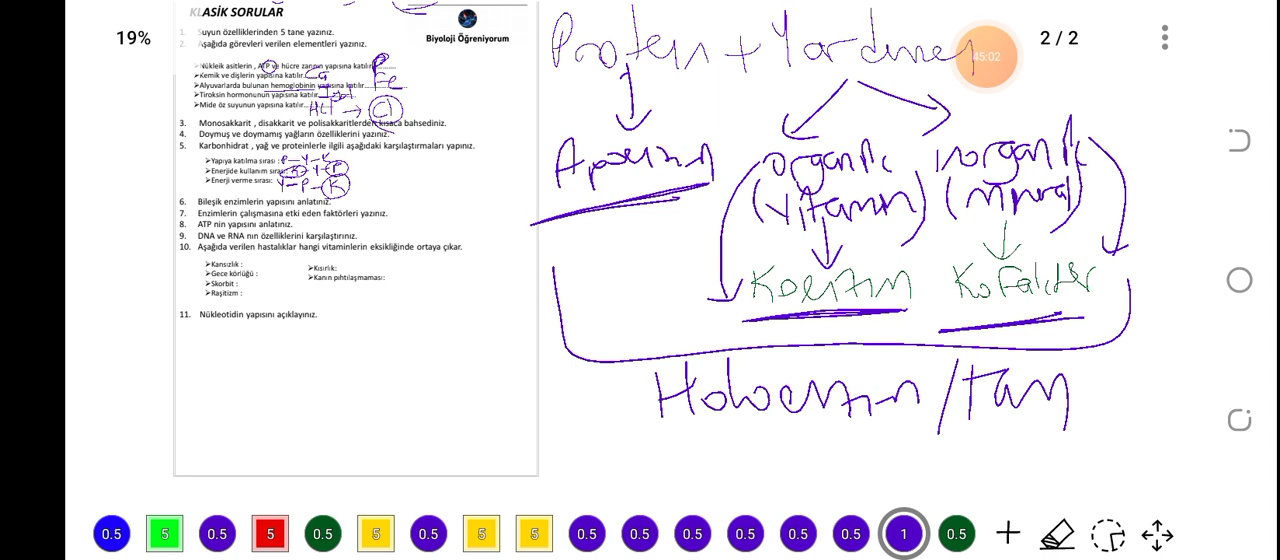 19%
KLASİK SORULAR
Biyoloji Öğreniyorum
1. Suyun özelliklerinden 5 tane yazınız.
2. Aşağıda görevleri verilen elementleri yazınız.
➢Nükleik asitlerin , ATP ve hücre zarının yapısına katılır P
➢Kemik ve dişlerin yapısına katılır... Ca
➢Alyuvarlarda bulunan hemoglobinin yapısına katılır... Fe
➢Tiroksin hormonunun yapısına katılır. İyot
➢Mide öz suyunun yapısına katılır... HCl → Cl
3. Monosakkarit , disakkarit ve polisakkaritlerden kısaca bahsediniz.
4. Doymuş ve doymamış yağların özelliklerini yazınız.
5. Karbonhidrat , yağ ve proteinlerle ilgili aşağıdaki karşılaştırmaları yapınız.
➢Yapıya katılma sırası : P-Y-K
➢Enerjide kullanım sırası: K-Y-P
➢Enerji verme sırası: Y-P-K
6. Bileşik enzimlerin yapısını anlatınız.
7. Enzimlerin çalışmasına etki eden faktörleri yazınız.
8. ATP nin yapısını anlatınız.
9. DNA ve RNA nın özelliklerini karşılaştırınız.
10. Aşağıda verilen hastalıklar hangi vitaminlerin eksikliğinde ortaya çıkar.
➢Kansızlık :
➢Gece körlüğü :
➢Skorbit :
➢Raşitizm :
➢Kısırlık:
➢Kanın pıhtılaşmaması:
11. Nükleotidin yapısını açıklayınız.
Protein + Yardımcı
45:02
2 / 2
Apoenzim
organik
(vitamin)
inorganik
(mineral)
Koenzim
Kofaktör
Holoenzim / Tam
0.5 5 0.5 5 0.5 5 0.5 5 5 0.5 0.5 0.5 0.5 0.5 0.5 1 0.5